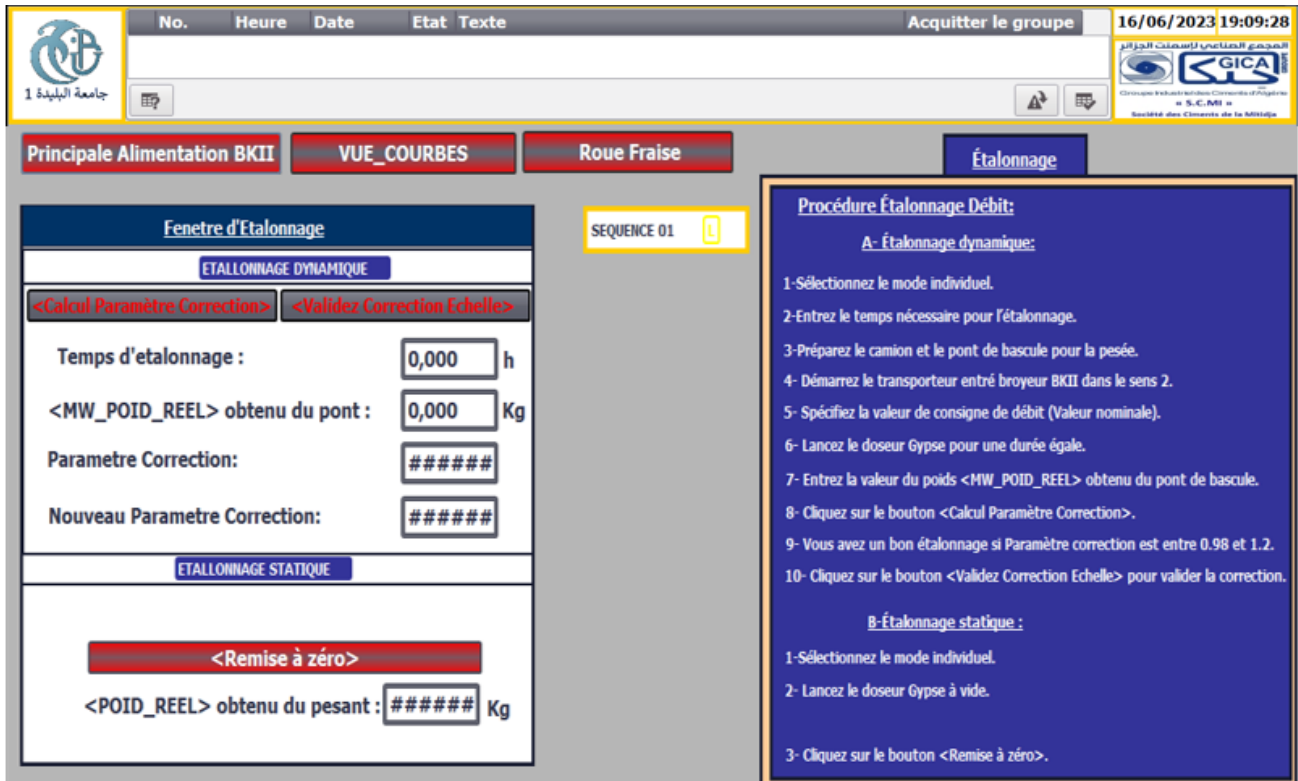 No. Heure Date Etat Texte Acquitter le groupe
16/06/2023 19:09:28
جامعة البليدة 1
المجمع الصناعي لإسمنت الجزائر
GICA
Groupe Industriel des Ciments d'Algérie
« S.C.MI »
Société des Ciments de la Mitidja
Principale Alimentation BKII
VUE_COURBES
Roue Fraise
Étalonnage
Fenetre d'Etalonnage
ETALLONNAGE DYNAMIQUE
<Calcul Paramètre Correction>
<Validez Correction Echelle>
Temps d'etalonnage : 0,000 h
<MW_POID_REEL> obtenu du pont : 0,000 Kg
Parametre Correction: ######
Nouveau Parametre Correction: ######
ETALLONNAGE STATIQUE
<Remise à zéro>
<POID_REEL> obtenu du pesant : ###### Kg
SEQUENCE 01 L
Procédure Étalonnage Débit:
A- Étalonnage dynamique:
1-Sélectionnez le mode individuel.
2-Entrez le temps nécessaire pour l'étalonnage.
3-Préparez le camion et le pont de bascule pour la pesée.
4- Démarrez le transporteur entré broyeur BKII dans le sens 2.
5- Spécifiez la valeur de consigne de débit (Valeur nominale).
6- Lancez le doseur Gypse pour une durée égale.
7- Entrez la valeur du poids <MW_POID_REEL> obtenu du pont de bascule.
8- Cliquez sur le bouton <Calcul Paramètre Correction>.
9- Vous avez un bon étalonnage si Paramètre correction est entre 0.98 et 1.2.
10- Cliquez sur le bouton <Validez Correction Echelle> pour valider la correction.
B-Étalonnage statique :
1-Sélectionnez le mode individuel.
2- Lancez le doseur Gypse à vide.
3- Cliquez sur le bouton <Remise à zéro>.